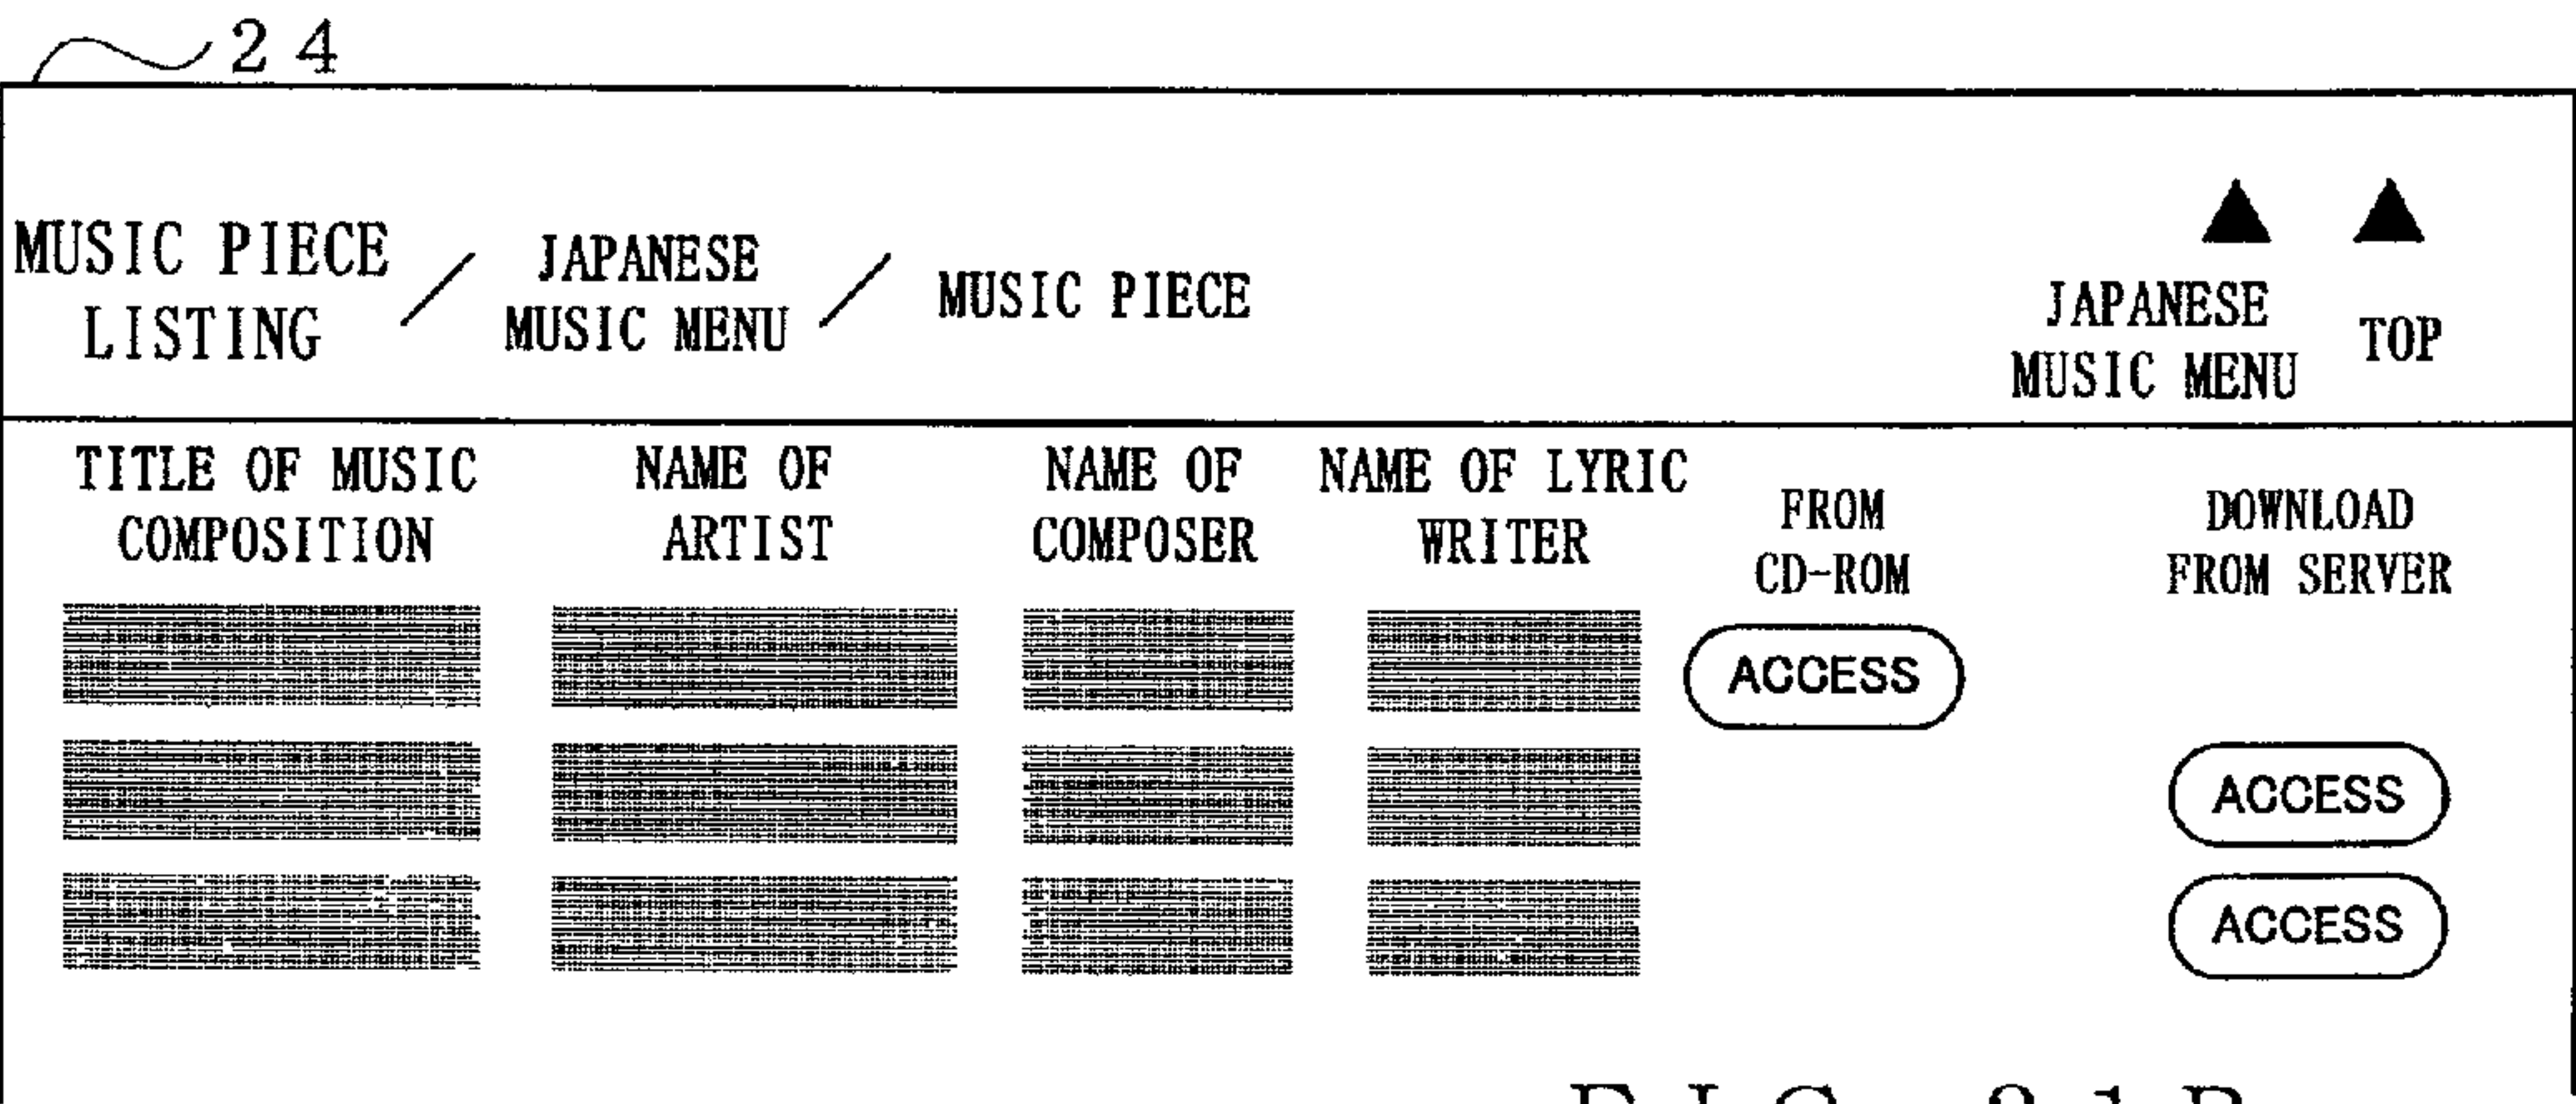 24
MUSIC PIECE
LISTING
/
JAPANESE
MUSIC MENU
/
MUSIC PIECE
▲
JAPANESE
MUSIC MENU
▲
TOP
TITLE OF MUSIC
COMPOSITION
NAME OF
ARTIST
NAME OF
COMPOSER
NAME OF LYRIC
WRITER
FROM
CD-ROM
DOWNLOAD
FROM SERVER
ACCESS
ACCESS
ACCESS